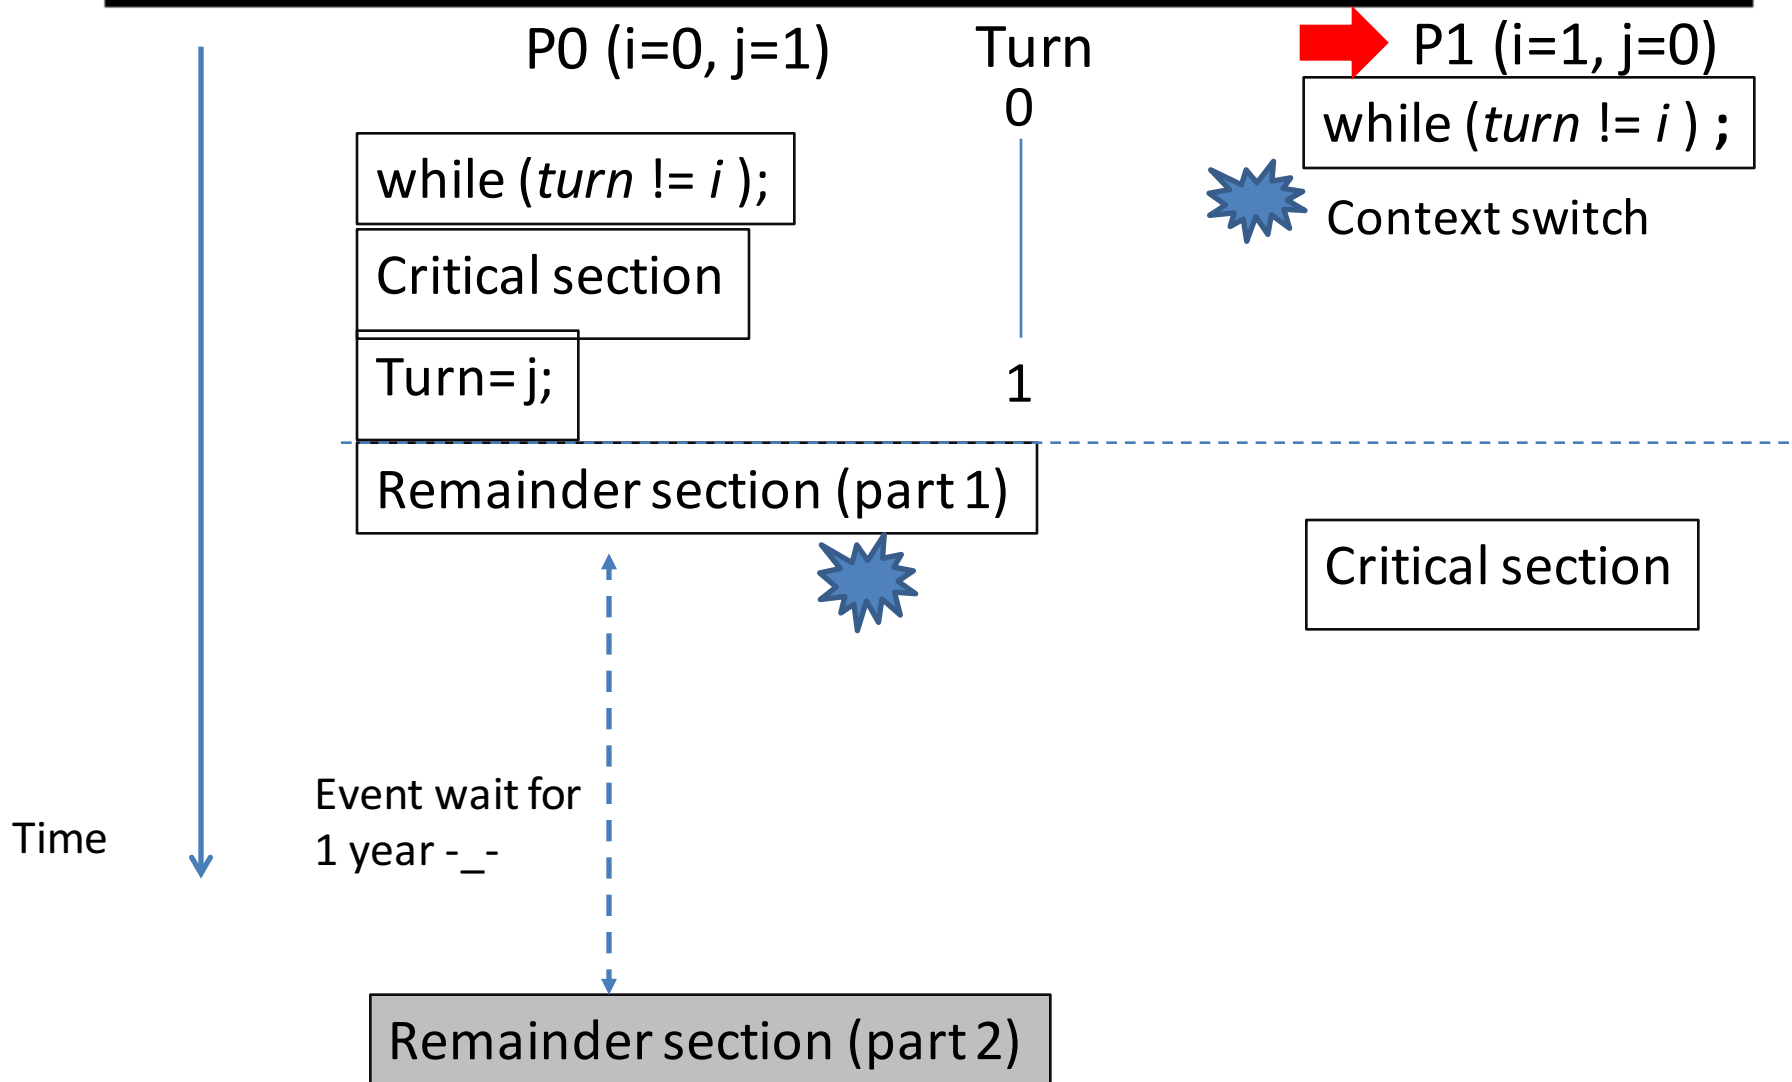 P0 (i=0, j=1)
Turn
P1 (i=1, j=0)
0
while (turn != i ) ;
while (turn != i );
Context switch
Critical section
Turn= j;
1
Remainder section (part 1)
Critical section
Event wait for
1 year -_-
Time
Remainder section (part 2)